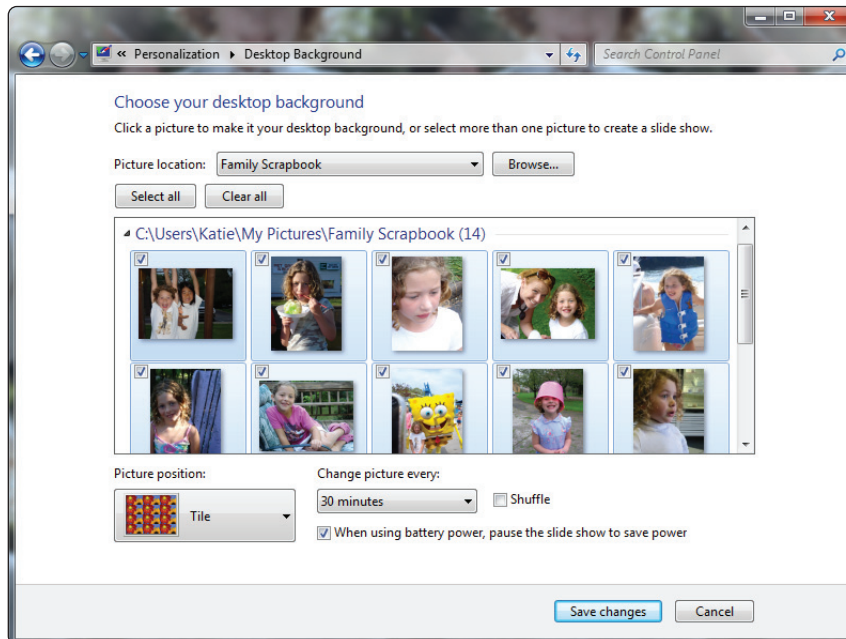 « Personalization ▸ Desktop Background
Search Control Panel
Choose your desktop background
Click a picture to make it your desktop background, or select more than one picture to create a slide show.
Picture location: Family Scrapbook Browse...
Select all Clear all
C:\Users\Katie\My Pictures\Family Scrapbook (14)
Picture position: Change picture every:
Tile 30 minutes Shuffle
When using battery power, pause the slide show to save power
Save changes Cancel